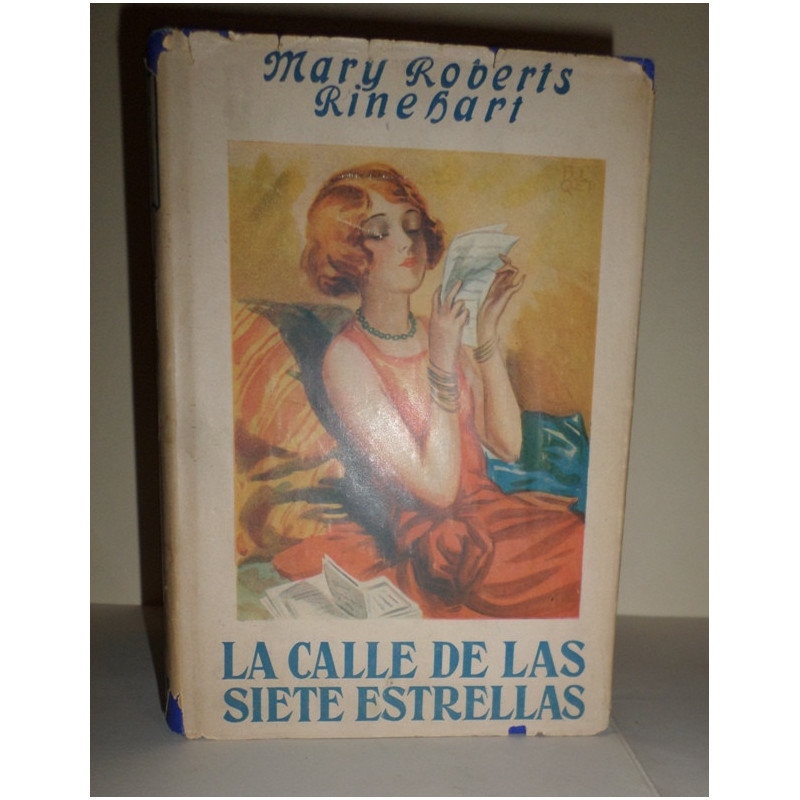 Mary Roberts
Rinehart
LA CALLE DE LAS
SIETE ESTRELLAS